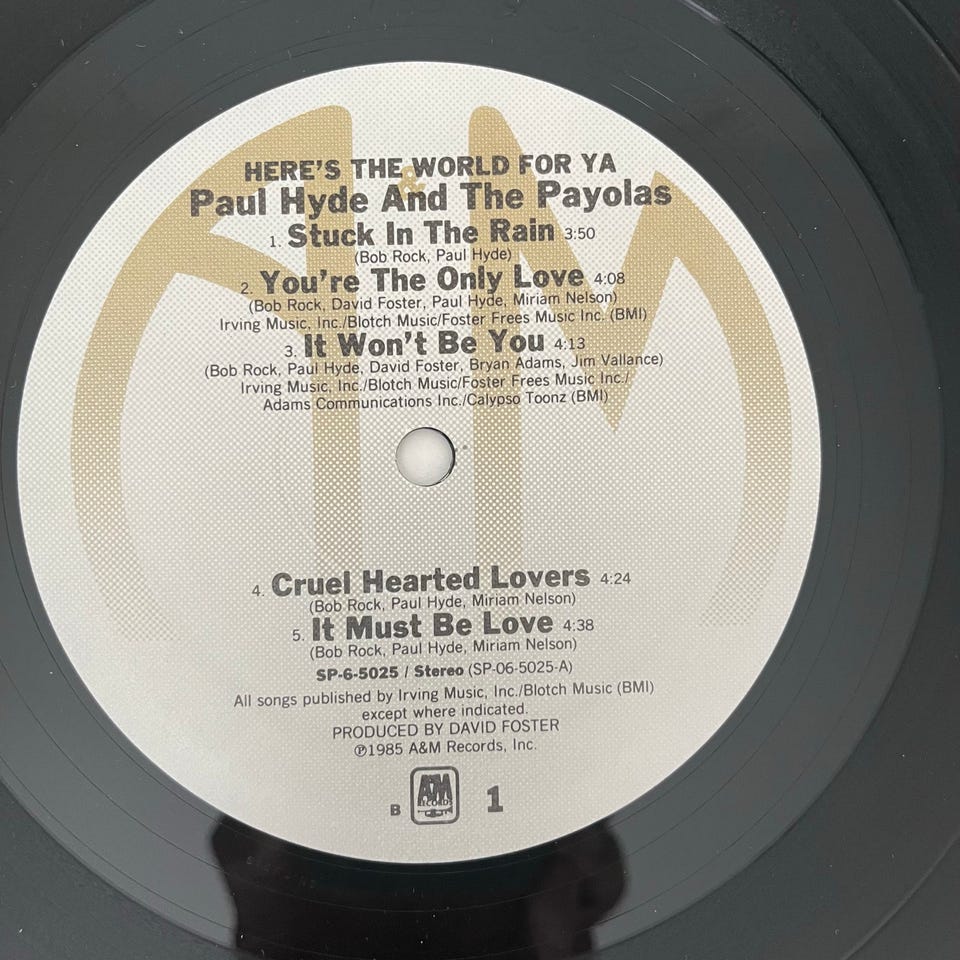 HERE'S THE WORLD FOR YA
Paul Hyde And The Payolas
1. Stuck In The Rain 3:50
(Bob Rock, Paul Hyde)
2. You're The Only Love 4:08
(Bob Rock, David Foster, Paul Hyde, Miriam Nelson)
Irving Music, Inc./Blotch Music/Foster Frees Music Inc. (BMI)
3. It Won't Be You 4:13
(Bob Rock, Paul Hyde, David Foster, Bryan Adams, Jim Vallance)
Irving Music, Inc./Blotch Music/Foster Frees Music Inc./
Adams Communications Inc./Calypso Toonz (BMI)
4. Cruel Hearted Lovers 4:24
(Bob Rock, Paul Hyde, Miriam Nelson)
5. It Must Be Love 4:38
(Bob Rock, Paul Hyde, Miriam Nelson)
SP-6-5025 / Stereo (SP-06-5025-A)
All songs published by Irving Music, Inc./Blotch Music (BMI)
except where indicated.
PRODUCED BY DAVID FOSTER
℗1985 A&M Records, Inc.
B A&M RECORDS 1
A&M